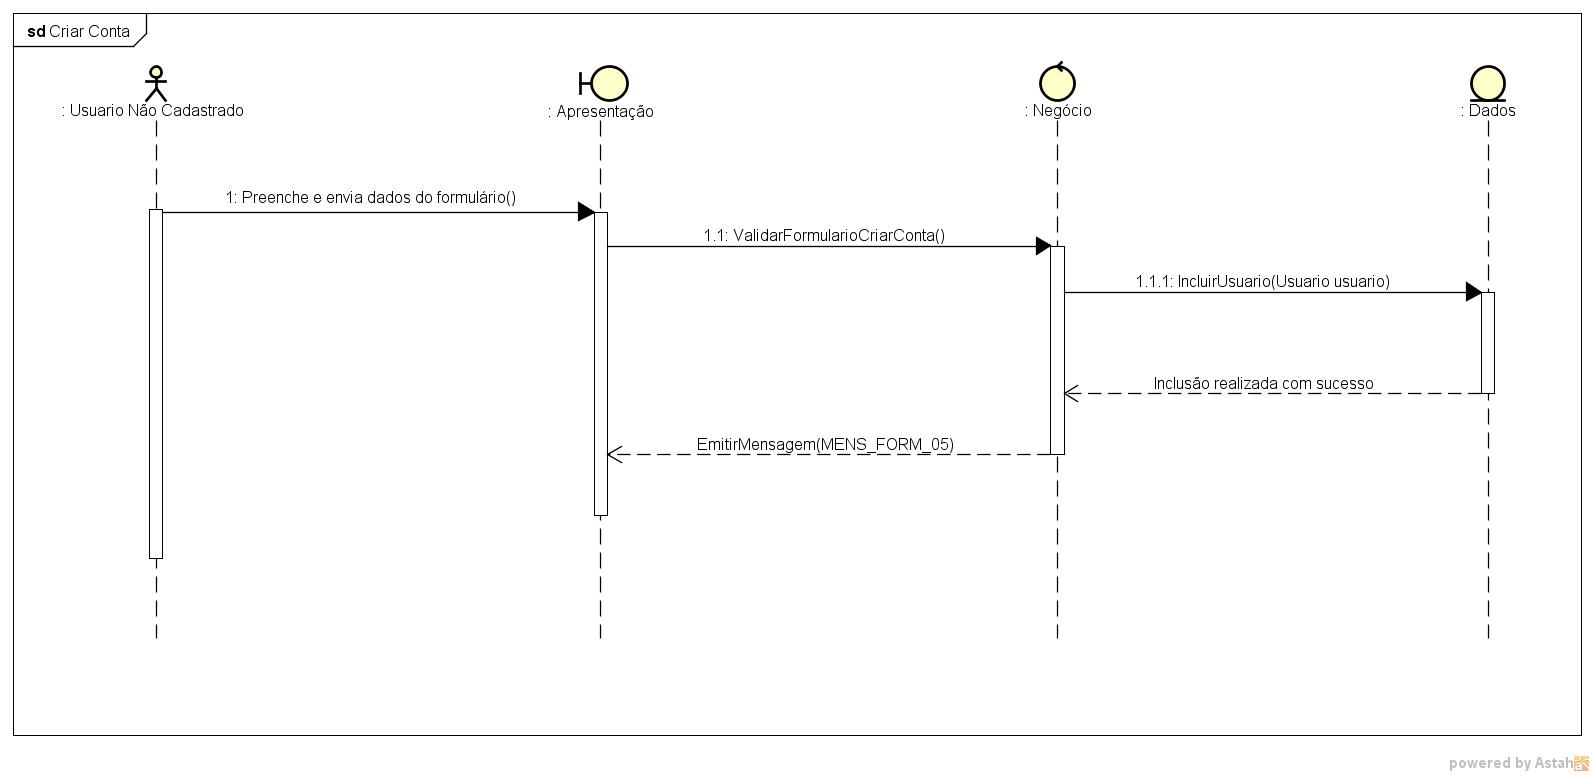 sd Criar Conta
: Usuario Não Cadastrado
: Apresentação
: Negócio
: Dados
1: Preenche e envia dados do formulário()
1.1: ValidarFormularioCriarConta()
1.1.1: IncluirUsuario(Usuario usuario)
Inclusão realizada com sucesso
EmitirMensagem(MENS_FORM_05)
powered by Astah